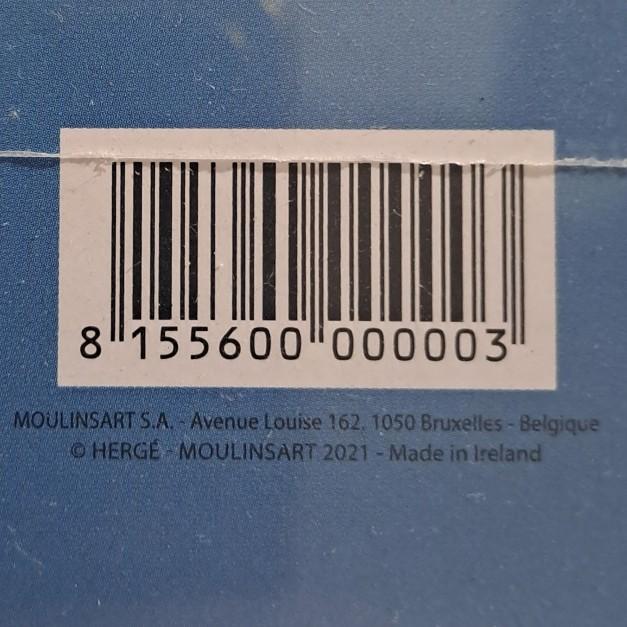 8 155600 000003
MOULINSART S.A. - Avenue Louise 162, 1050 Bruxelles - Belgique
© HERGÉ - MOULINSART 2021 - Made in Ireland